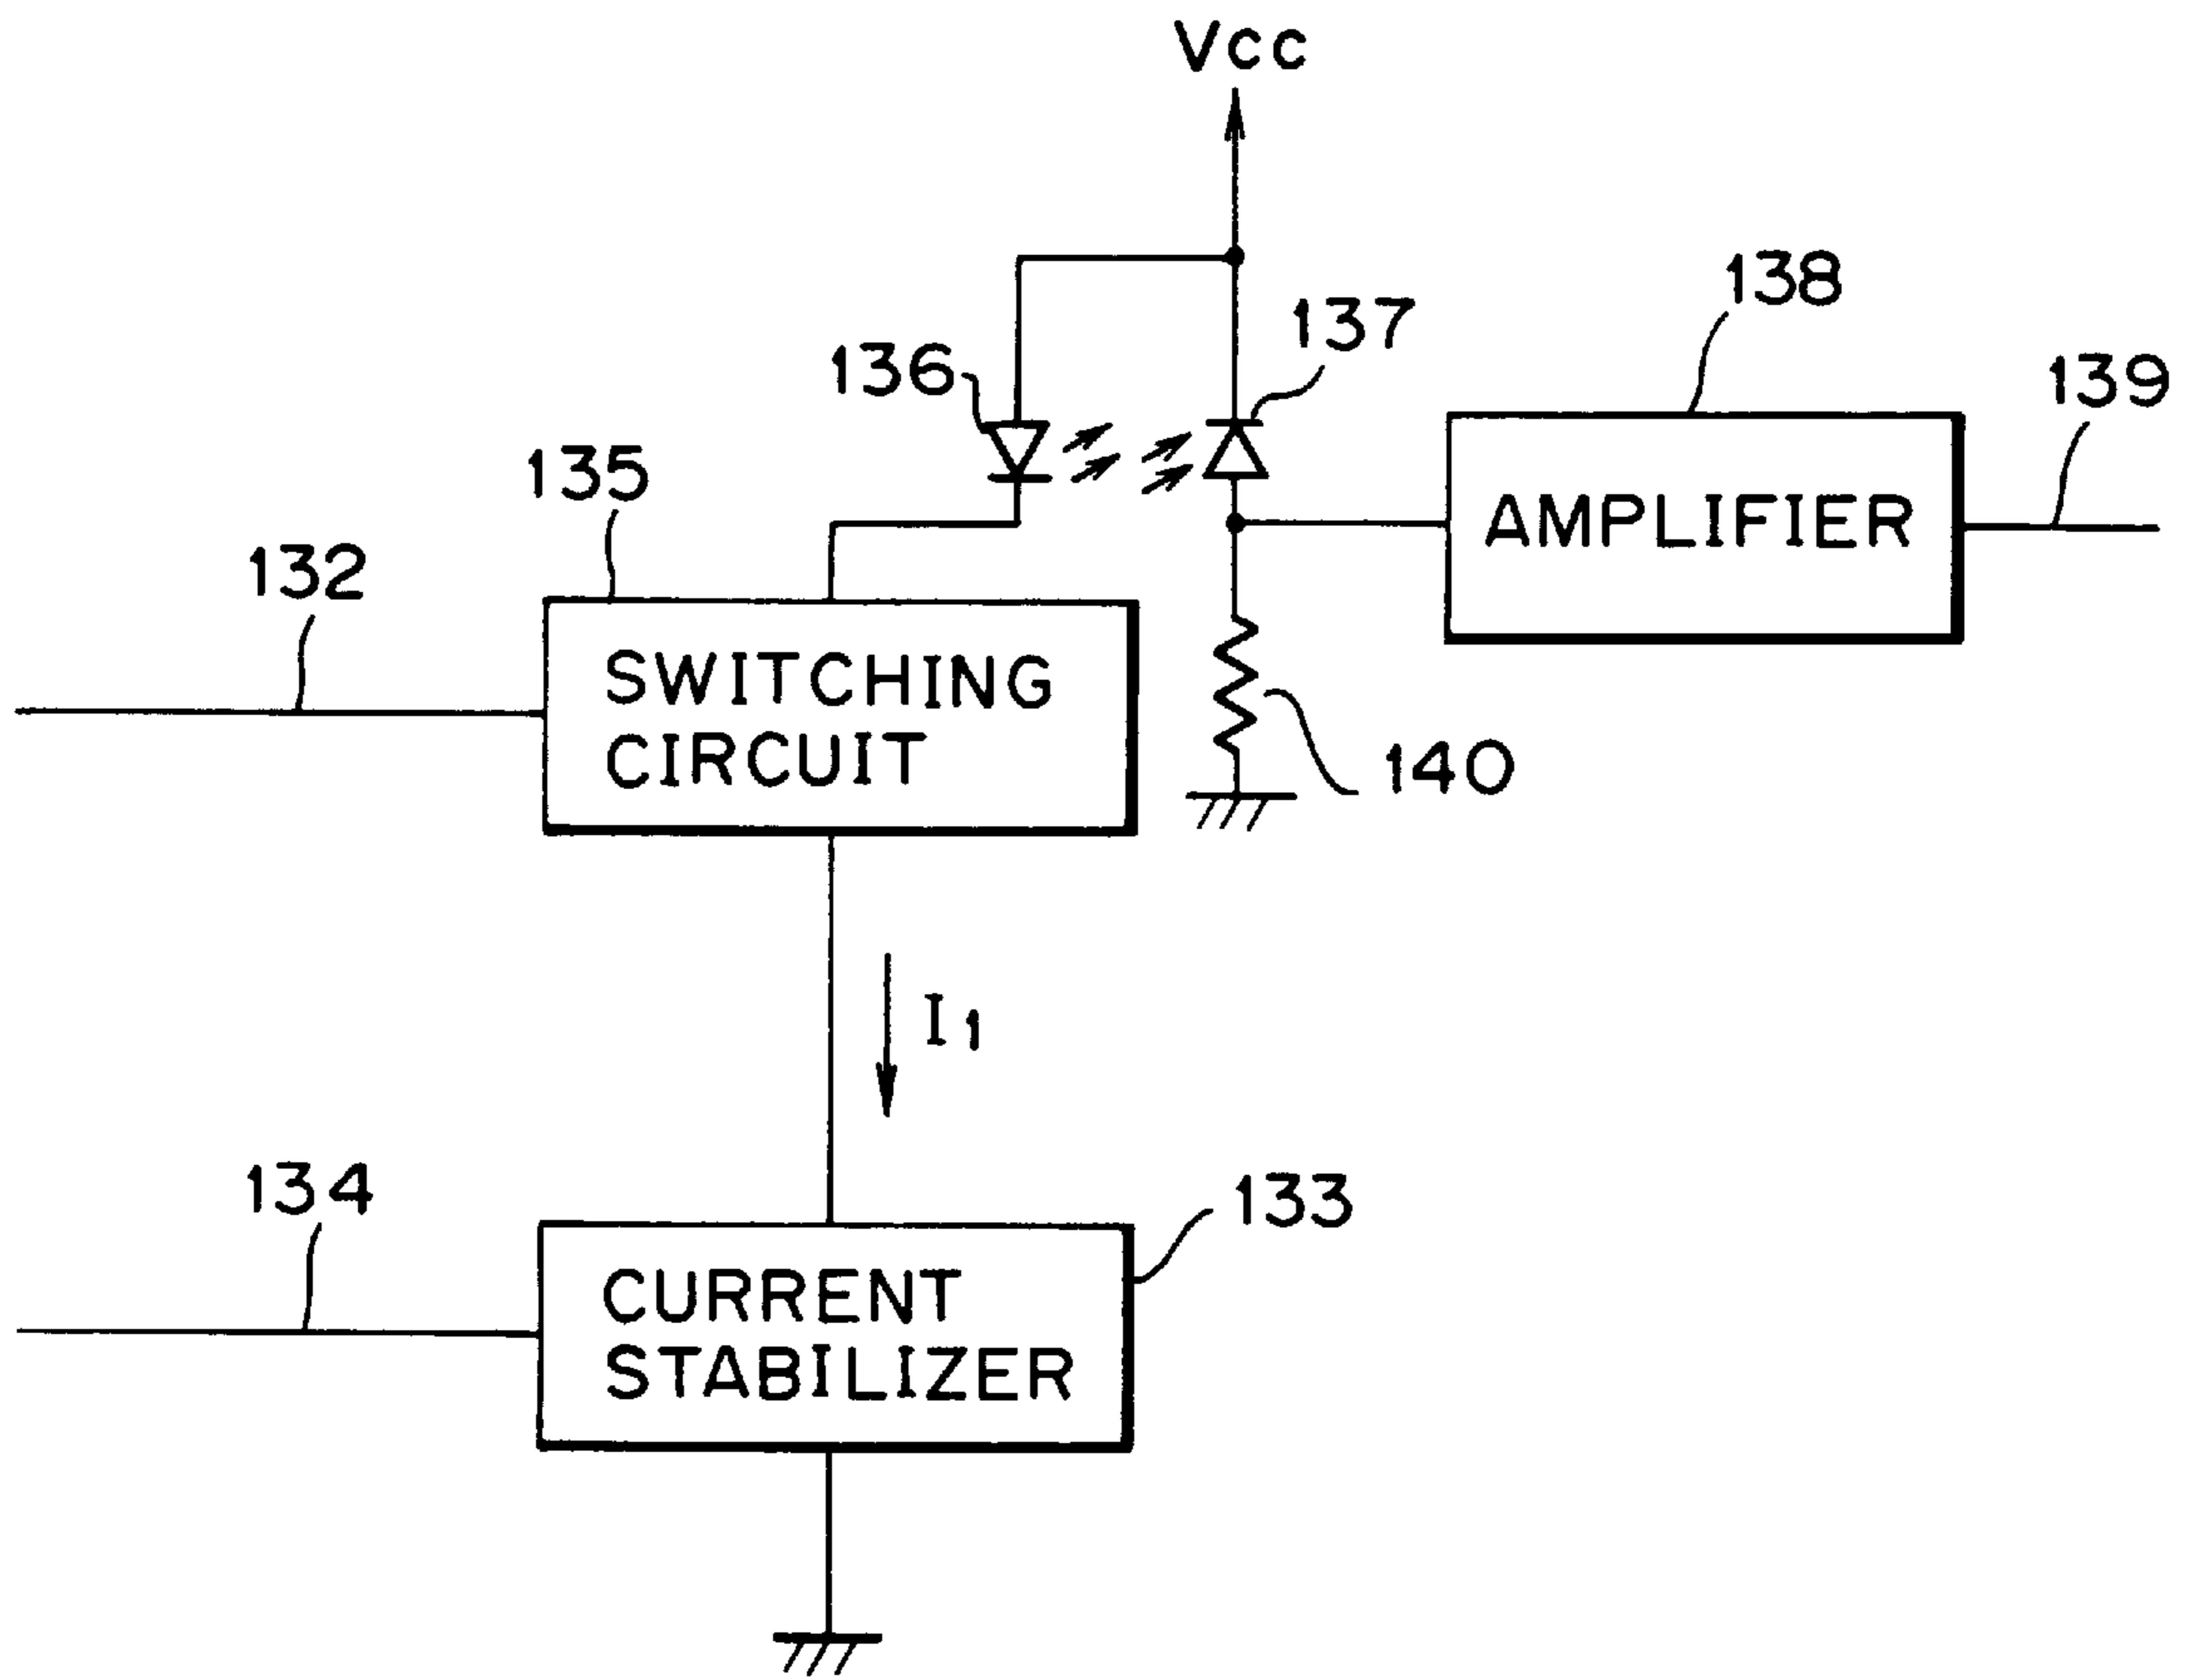 Vcc
138
137
139
136
135
AMPLIFIER
132
SWITCHING
CIRCUIT
140
I1
134
133
CURRENT
STABILIZER